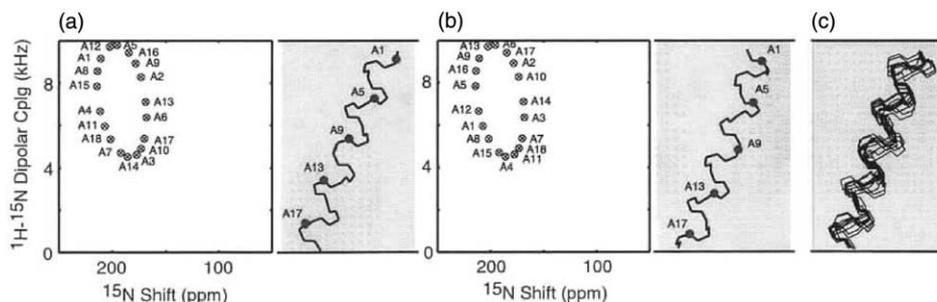 (a)
(b)
(c)
¹H-¹⁵N Dipolar Cplg (kHz)
8
4
0
A12
A5
A16
A1
A9
A8
A2
A15
A13
A4
A6
A11
A18
A17
A7
A10
A14
A3
200
100
¹⁵N Shift (ppm)
A1
A5
A9
A13
A17
8
4
0
A13
A6
A17
A9
A8
A16
A10
A5
A14
A12
A3
A1
A8
A7
A15
A18
A4
A11
200
100
¹⁵N Shift (ppm)
A1
A5
A9
A13
A17